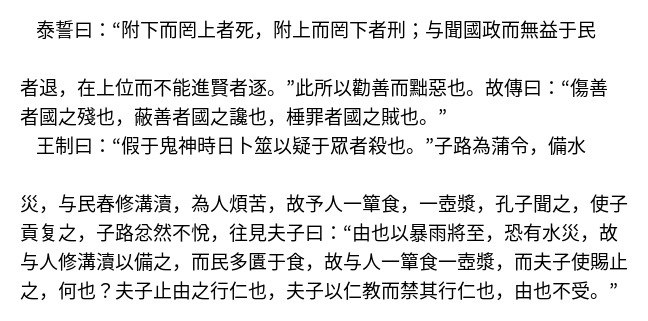 泰誓曰：“附下而罔上者死，附上而罔下者刑；与聞國政而無益于民
者退，在上位而不能進賢者逐。”此所以勸善而黜惡也。故傳曰：“傷善
者國之殘也，蔽善者國之讒也，棰罪者國之賊也。”
王制曰：“假于鬼神時日卜筮以疑于眾者殺也。”子路為蒲令，備水
災，与民春修溝瀆，為人煩苦，故予人一簞食，一壺漿，孔子聞之，使子
貢复之，子路忿然不悅，往見夫子曰：“由也以暴雨將至，恐有水災，故
与人修溝瀆以備之，而民多匱于食，故与人一簞食一壺漿，而夫子使賜止
之，何也？夫子止由之行仁也，夫子以仁教而禁其行仁也，由也不受。”